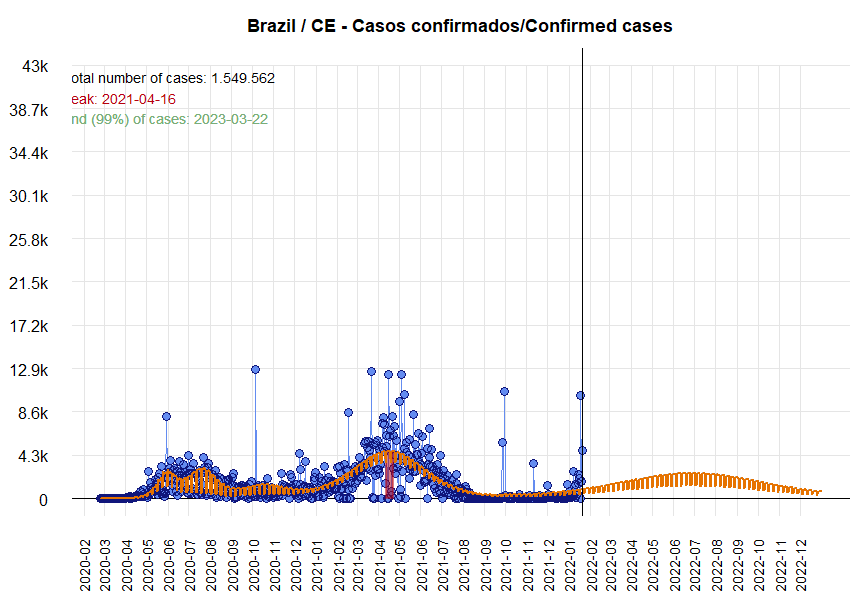 Brazil / CE - Casos confirmados/Confirmed cases
43k
otal number of cases: 1.549.562
eak: 2021-04-16
38.7k
nd (99%) of cases: 2023-03-22
34.4k
30.1k
25.8k
21.5k
17.2k
12.9k
8.6k
4.3k
0
2020-02
2020-03
2020-04
2020-05
2020-06
2020-07
2020-08
2020-09
2020-10
2020-11
2020-12
2021-01
2021-02
2021-03
2021-04
2021-05
2021-06
2021-07
2021-08
2021-09
2021-10
2021-11
2021-12
2022-01
2022-02
2022-03
2022-04
2022-05
2022-06
2022-07
2022-08
2022-09
2022-10
2022-11
2022-12